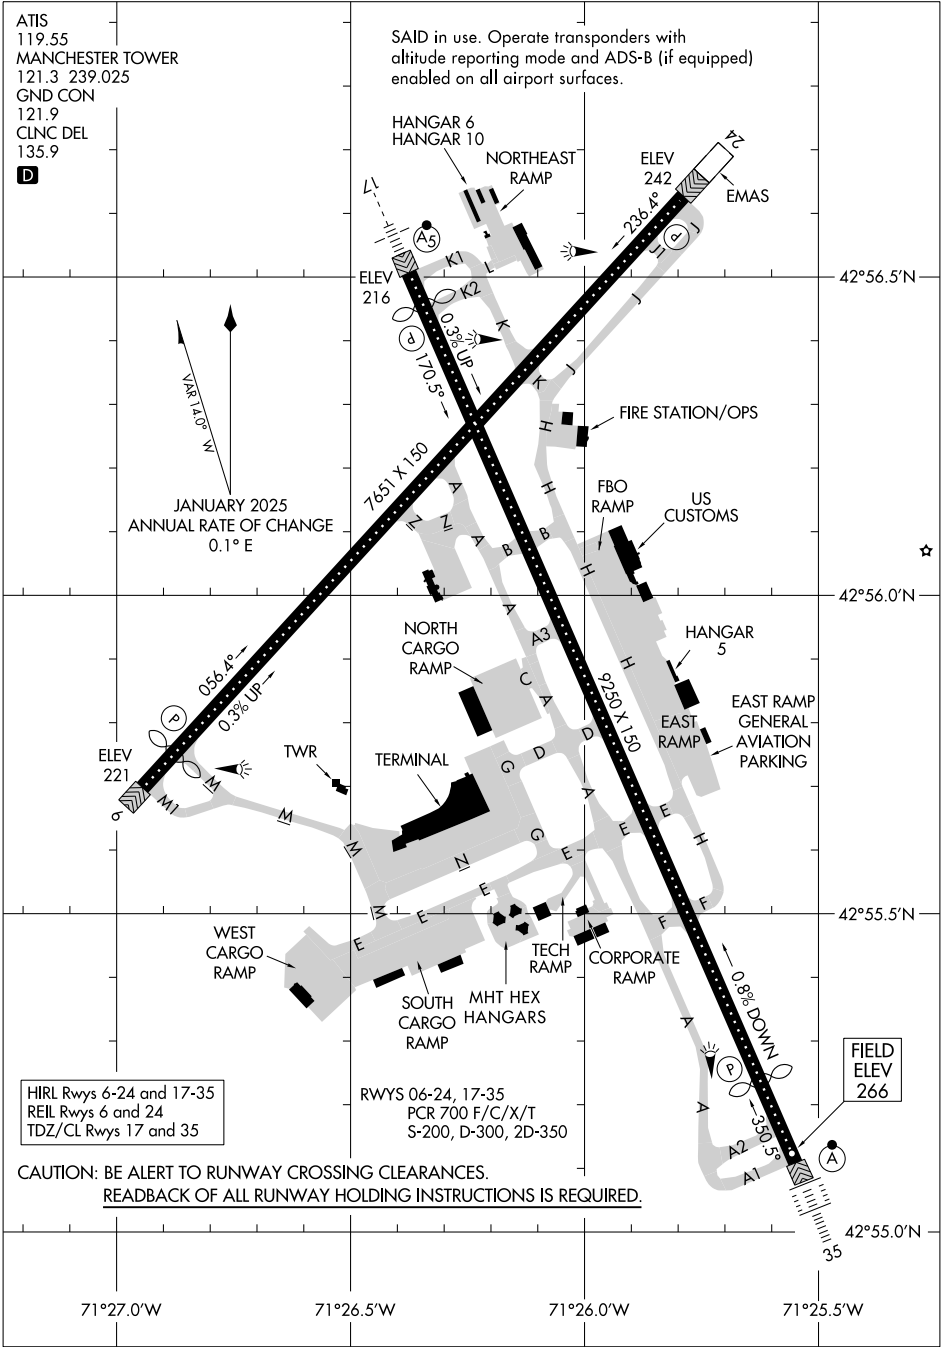 ATIS
119.55
MANCHESTER TOWER
121.3 239.025
GND CON
121.9
CLNC DEL
135.9
D
SAID in use. Operate transponders with
altitude reporting mode and ADS-B (if equipped)
enabled on all airport surfaces.
HANGAR 6
HANGAR 10
NORTHEAST
RAMP
ELEV
242
24
EMAS
236.4°
P
J1
J
17
A5
K1
L
K2
ELEV
216
P
0.3% UP
170.5°
K
J
K
J
42°56.5'N
VAR 14.0° W
JANUARY 2025
ANNUAL RATE OF CHANGE
0.1° E
H
FIRE STATION/OPS
7651 X 150
A
N
N
A
B
B
H
H
FBO
RAMP
US
CUSTOMS
42°56.0'N
A
A3
NORTH
CARGO
RAMP
C
A
H
HANGAR
5
9250 X 150
EAST
RAMP
EAST RAMP
GENERAL
AVIATION
PARKING
056.4°
0.3% UP
P
ELEV
221
6
M1
M
M
M
M
TWR
TERMINAL
G
D
D
A
G
E
E
E
H
N
E
E
E
F
F
42°55.5'N
WEST
CARGO
RAMP
SOUTH
CARGO
RAMP
MHT HEX
HANGARS
TECH
RAMP
CORPORATE
RAMP
A
0.8% DOWN
P
A
FIELD
ELEV
266
350.5°
A2
A1
A
35
HIRL Rwys 6-24 and 17-35
REIL Rwys 6 and 24
TDZ/CL Rwys 17 and 35
RWYS 06-24, 17-35
PCR 700 F/C/X/T
S-200, D-300, 2D-350
CAUTION: BE ALERT TO RUNWAY CROSSING CLEARANCES.
READBACK OF ALL RUNWAY HOLDING INSTRUCTIONS IS REQUIRED.
42°55.0'N
71°27.0'W
71°26.5'W
71°26.0'W
71°25.5'W